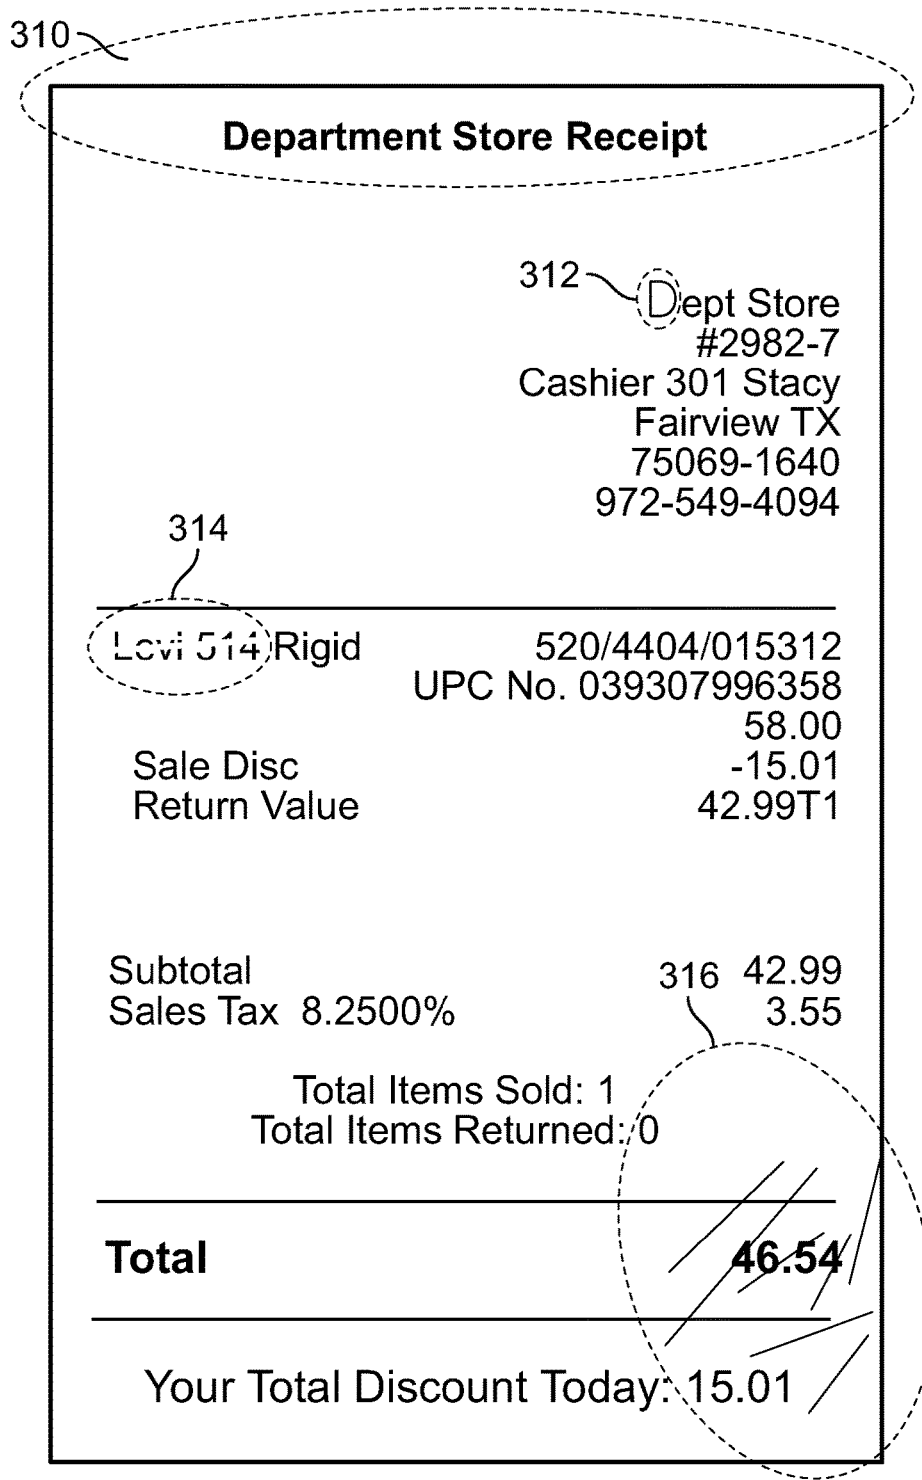 310
Department Store Receipt
312
Dept Store
#2982-7
Cashier 301 Stacy
Fairview TX
75069-1640
972-549-4094
314
Levi 514 Rigid 520/4404/015312
UPC No. 039307996358
58.00
Sale Disc -15.01
Return Value 42.99T1
Subtotal 316 42.99
Sales Tax 8.2500% 3.55
Total Items Sold: 1
Total Items Returned: 0
Total 46.54
Your Total Discount Today: 15.01